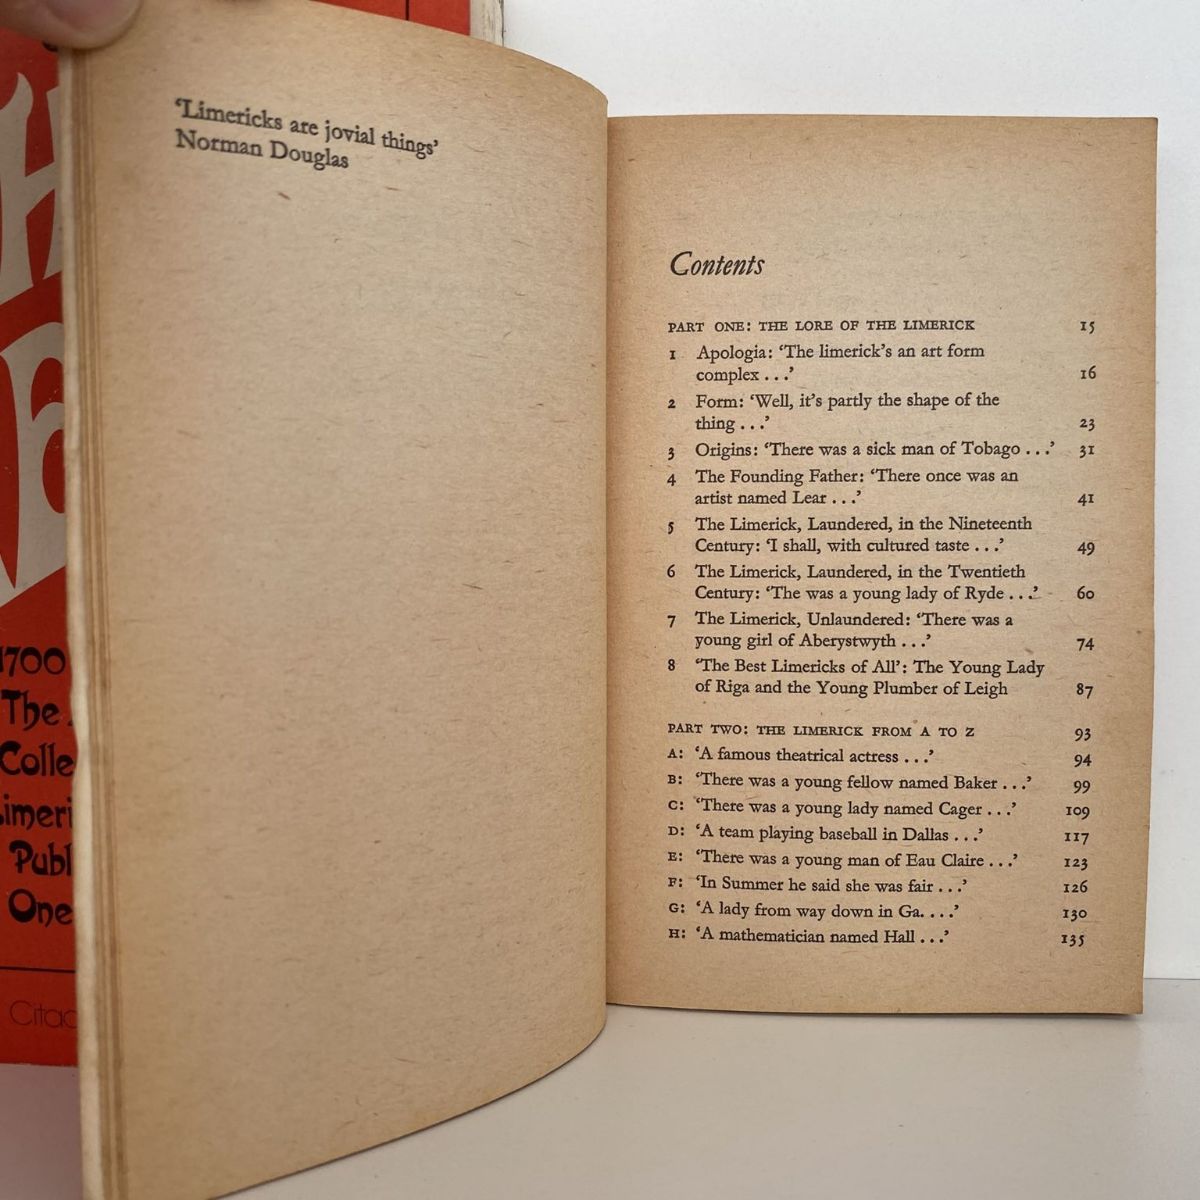 'Limericks are jovial things'
Norman Douglas
Contents
PART ONE: THE LORE OF THE LIMERICK 15
1 Apologia: 'The limerick's an art form
complex . . .' 16
2 Form: 'Well, it's partly the shape of the
thing . . .' 23
3 Origins: 'There was a sick man of Tobago . . .' 31
4 The Founding Father: 'There once was an
artist named Lear . . .' 41
5 The Limerick, Laundered, in the Nineteenth
Century: 'I shall, with cultured taste . . .' 49
6 The Limerick, Laundered, in the Twentieth
Century: 'The was a young lady of Ryde . . .' 60
7 The Limerick, Unlaundered: 'There was a
young girl of Aberystwyth . . .' 74
8 'The Best Limericks of All': The Young Lady
of Riga and the Young Plumber of Leigh 87
PART TWO: THE LIMERICK FROM A TO Z 93
A: 'A famous theatrical actress . . .' 94
B: 'There was a young fellow named Baker . . .' 99
C: 'There was a young lady named Cager . . .' 109
D: 'A team playing baseball in Dallas . . .' 117
E: 'There was a young man of Eau Claire . . .' 123
F: 'In Summer he said she was fair . . .' 126
G: 'A lady from way down in Ga. . . .' 130
H: 'A mathematician named Hall . . .' 135
1700
The